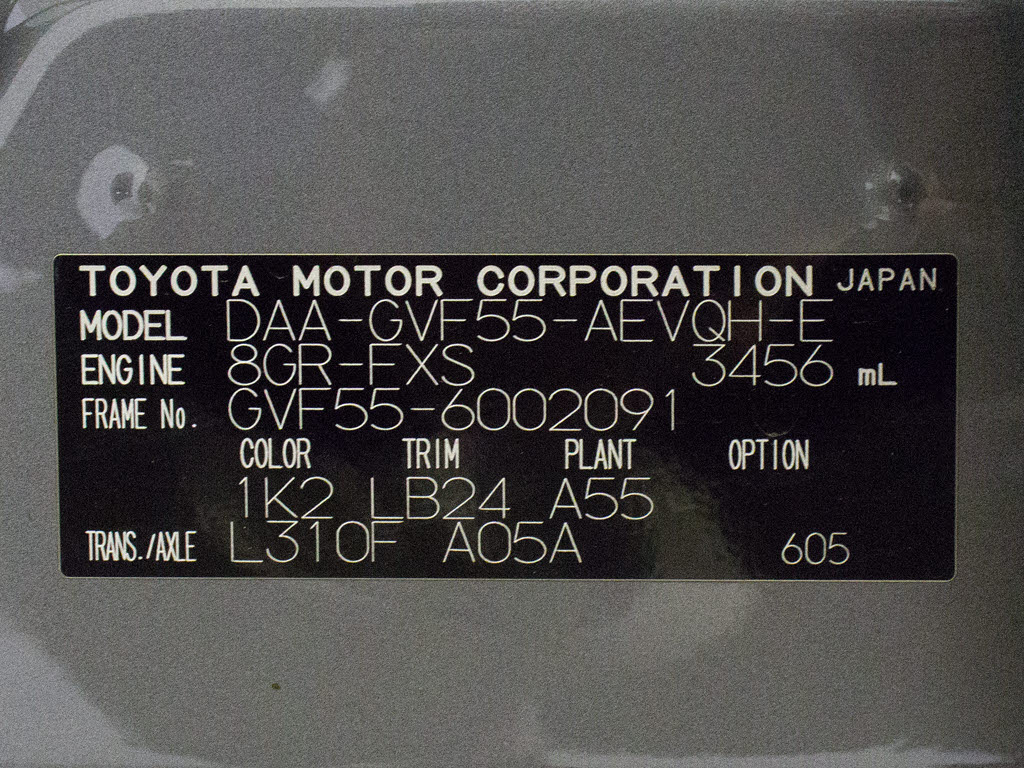 TOYOTA MOTOR CORPORATION JAPAN
MODEL DAA-GVF55-AEVQH-E
ENGINE 8GR-FXS 3456 mL
FRAME No. GVF55-6002091
COLOR TRIM PLANT OPTION
1K2 LB24 A55
TRANS./AXLE L310F A05A 605